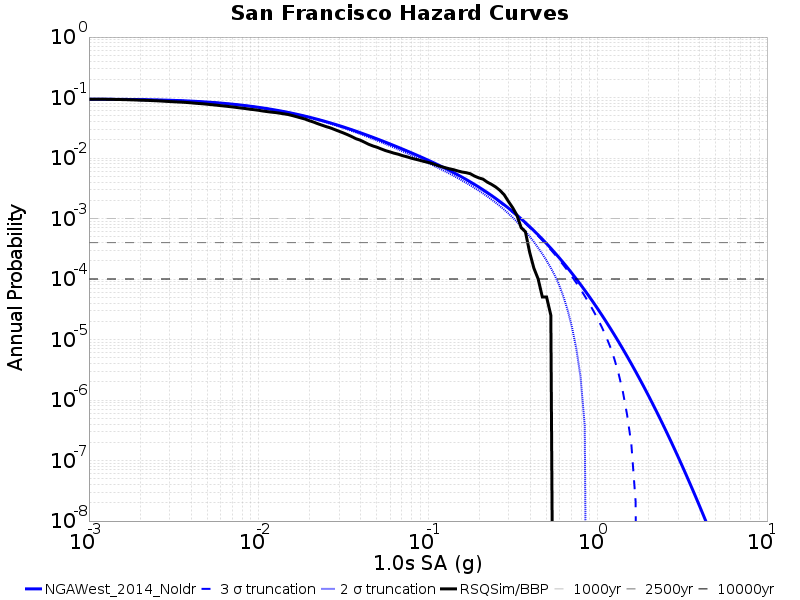 San Francisco Hazard Curves
Annual Probability
10^0
10^-1
10^-2
10^-3
10^-4
10^-5
10^-6
10^-7
10^-8
10^-3 10^-2 10^-1 10^0 10^1
1.0s SA (g)
NGAWest_2014_NoIdr 3 σ truncation 2 σ truncation RSQSim/BBP 1000yr 2500yr 10000yr